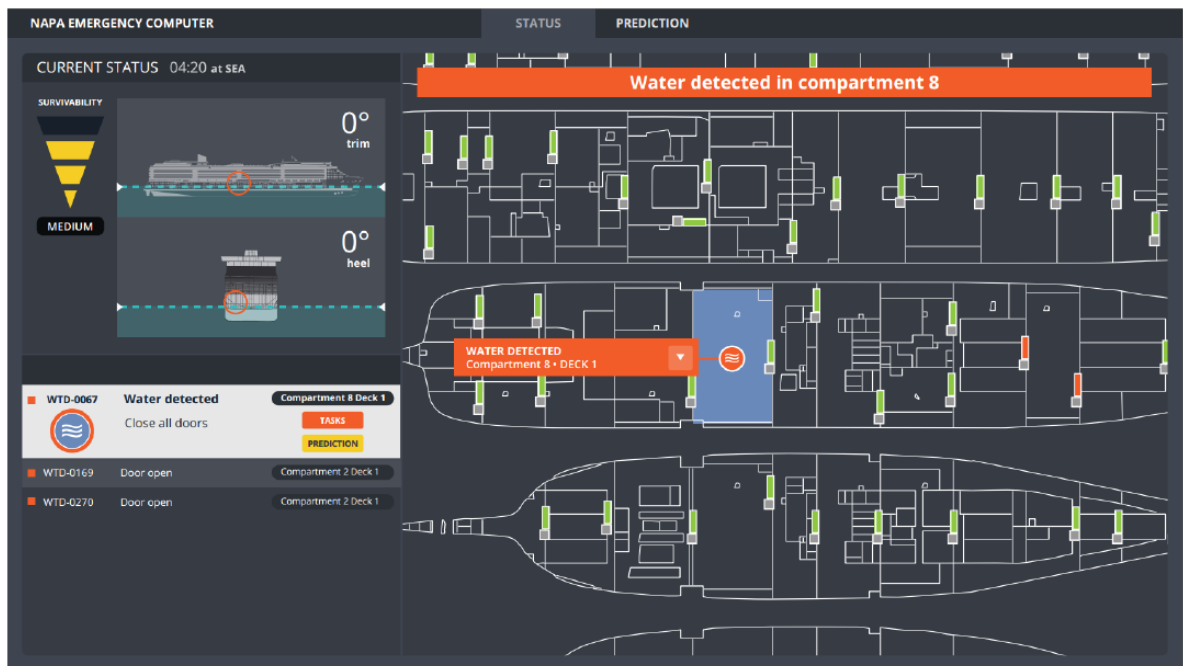 NAPA EMERGENCY COMPUTER
STATUS
PREDICTION
CURRENT STATUS 04:20 at SEA
Water detected in compartment 8
SURVIVABILITY
0°
trim
MEDIUM
0°
heel
WATER DETECTED
Compartment 8 • DECK 1
WTD-0067 Water detected Compartment 8 Deck 1
Close all doors TASKS
PREDICTION
WTD-0169 Door open Compartment 2 Deck 1
WTD-0270 Door open Compartment 2 Deck 1